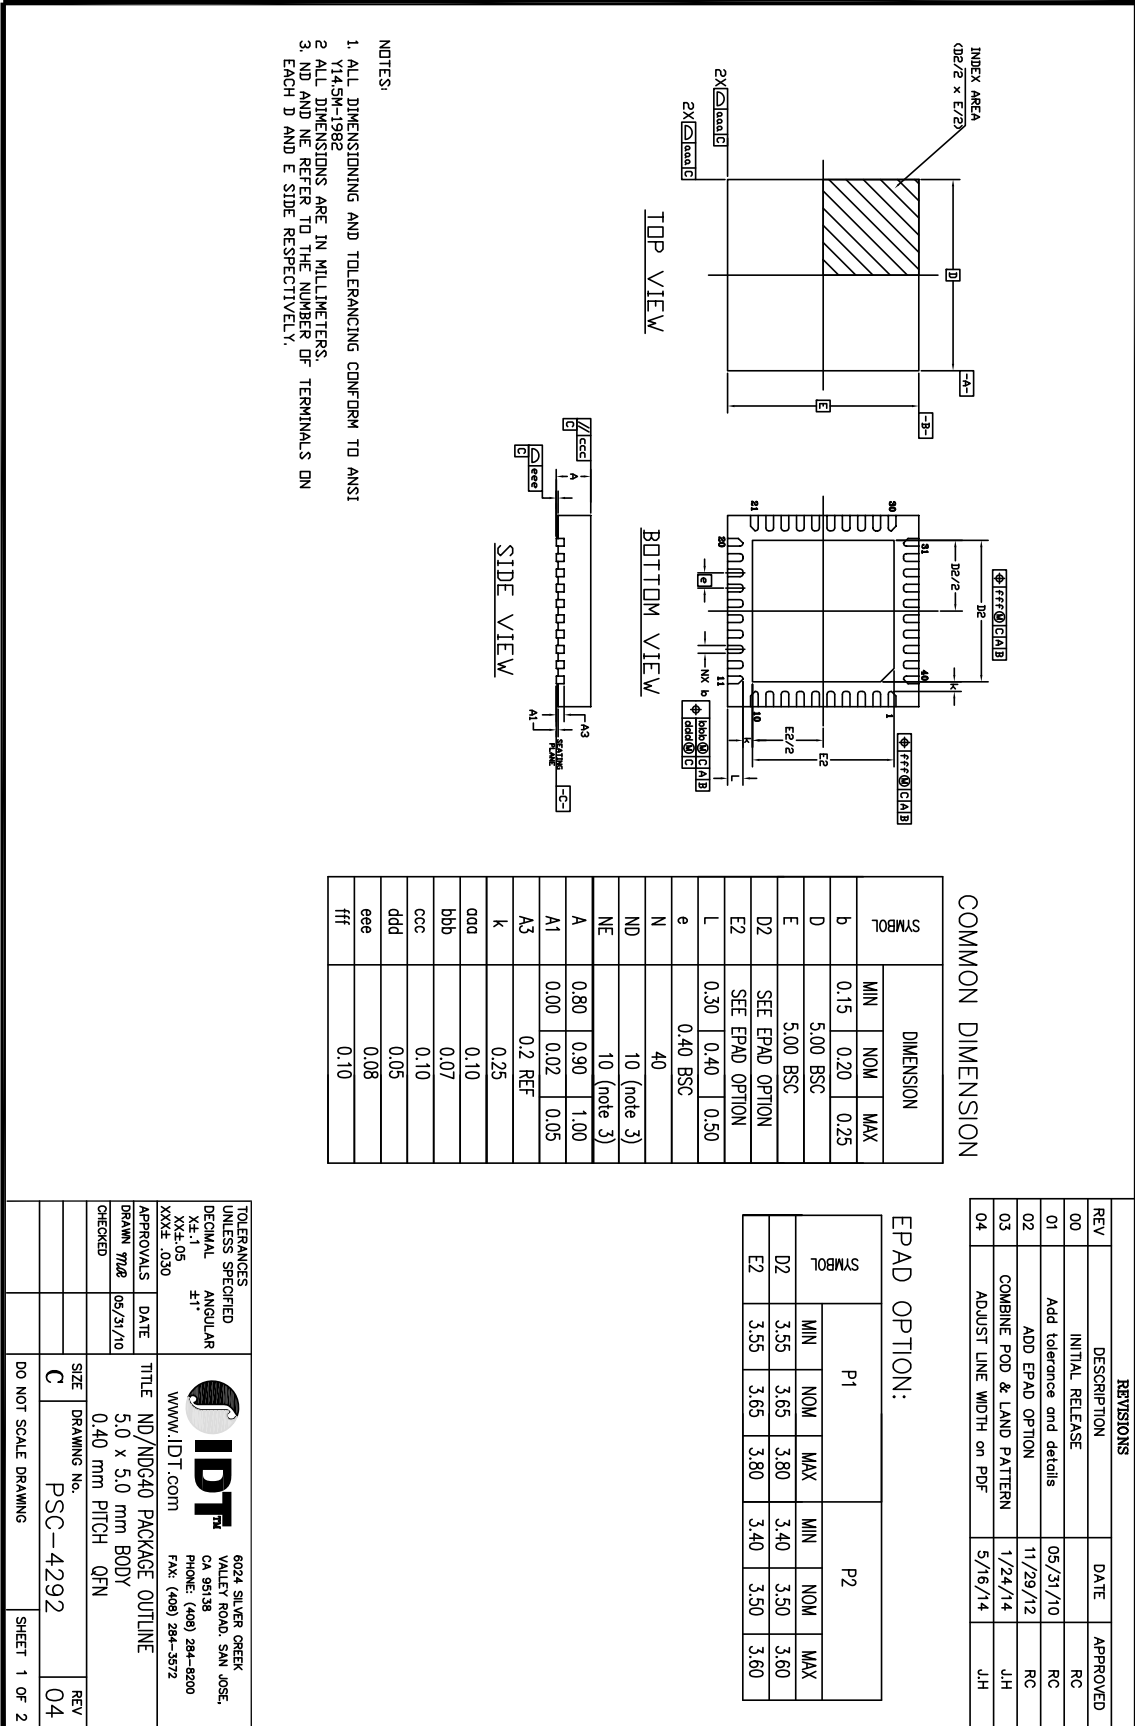 INDEX AREA
(D2/2 x E/2)
2X aaa C
2X aaa C
D
-A-
E
-B-
TOP VIEW
30
21
31
20
40
11
1
10
D2/2
D2
fff M C A B
k
e
NX b
bbb M C A B
ddd M C
k
E2/2
E2
L
fff M C A B
BOTTOM VIEW
// ccc C
A
eee C
A3
A1
SEATING
PLANE
-C-
SIDE VIEW
NOTES:
1. ALL DIMENSIONING AND TOLERANCING CONFORM TO ANSI
Y14.5M-1982
2 ALL DIMENSIONS ARE IN MILLIMETERS.
3. ND AND NE REFER TO THE NUMBER OF TERMINALS ON
EACH D AND E SIDE RESPECTIVELY.
COMMON DIMENSION
SYMBOL DIMENSION
MIN NOM MAX
b 0.15 0.20 0.25
D 5.00 BSC
E 5.00 BSC
D2 SEE EPAD OPTION
E2 SEE EPAD OPTION
L 0.30 0.40 0.50
e 0.40 BSC
N 40
ND 10 (note 3)
NE 10 (note 3)
A 0.80 0.90 1.00
A1 0.00 0.02 0.05
A3 0.2 REF
k 0.25
aaa 0.10
bbb 0.07
ccc 0.10
ddd 0.05
eee 0.08
fff 0.10
REVISIONS
REV DESCRIPTION DATE APPROVED
00 INITIAL RELEASE RC
01 Add tolerance and details 05/31/10 RC
02 ADD EPAD OPTION 11/29/12 RC
03 COMBINE POD & LAND PATTERN 1/24/14 J.H
04 ADJUST LINE WIDTH on PDF 5/16/14 J.H
EPAD OPTION:
SYMBOL P1 P2
MIN NOM MAX MIN NOM MAX
D2 3.55 3.65 3.80 3.40 3.50 3.60
E2 3.55 3.65 3.80 3.40 3.50 3.60
TOLERANCES
UNLESS SPECIFIED
DECIMAL ANGULAR
X±.1 ±1°
XX±.05
XXX± .030
APPROVALS DATE
DRAWN 05/31/10
CHECKED
IDT™
www.IDT.com
6024 SILVER CREEK
VALLEY ROAD. SAN JOSE,
CA 95138
PHONE: (408) 284-8200
FAX: (408) 284-3572
TITLE ND/NDG40 PACKAGE OUTLINE
5.0 x 5.0 mm BODY
0.40 mm PITCH QFN
SIZE DRAWING No. REV
C PSC-4292 04
DO NOT SCALE DRAWING SHEET 1 OF 2